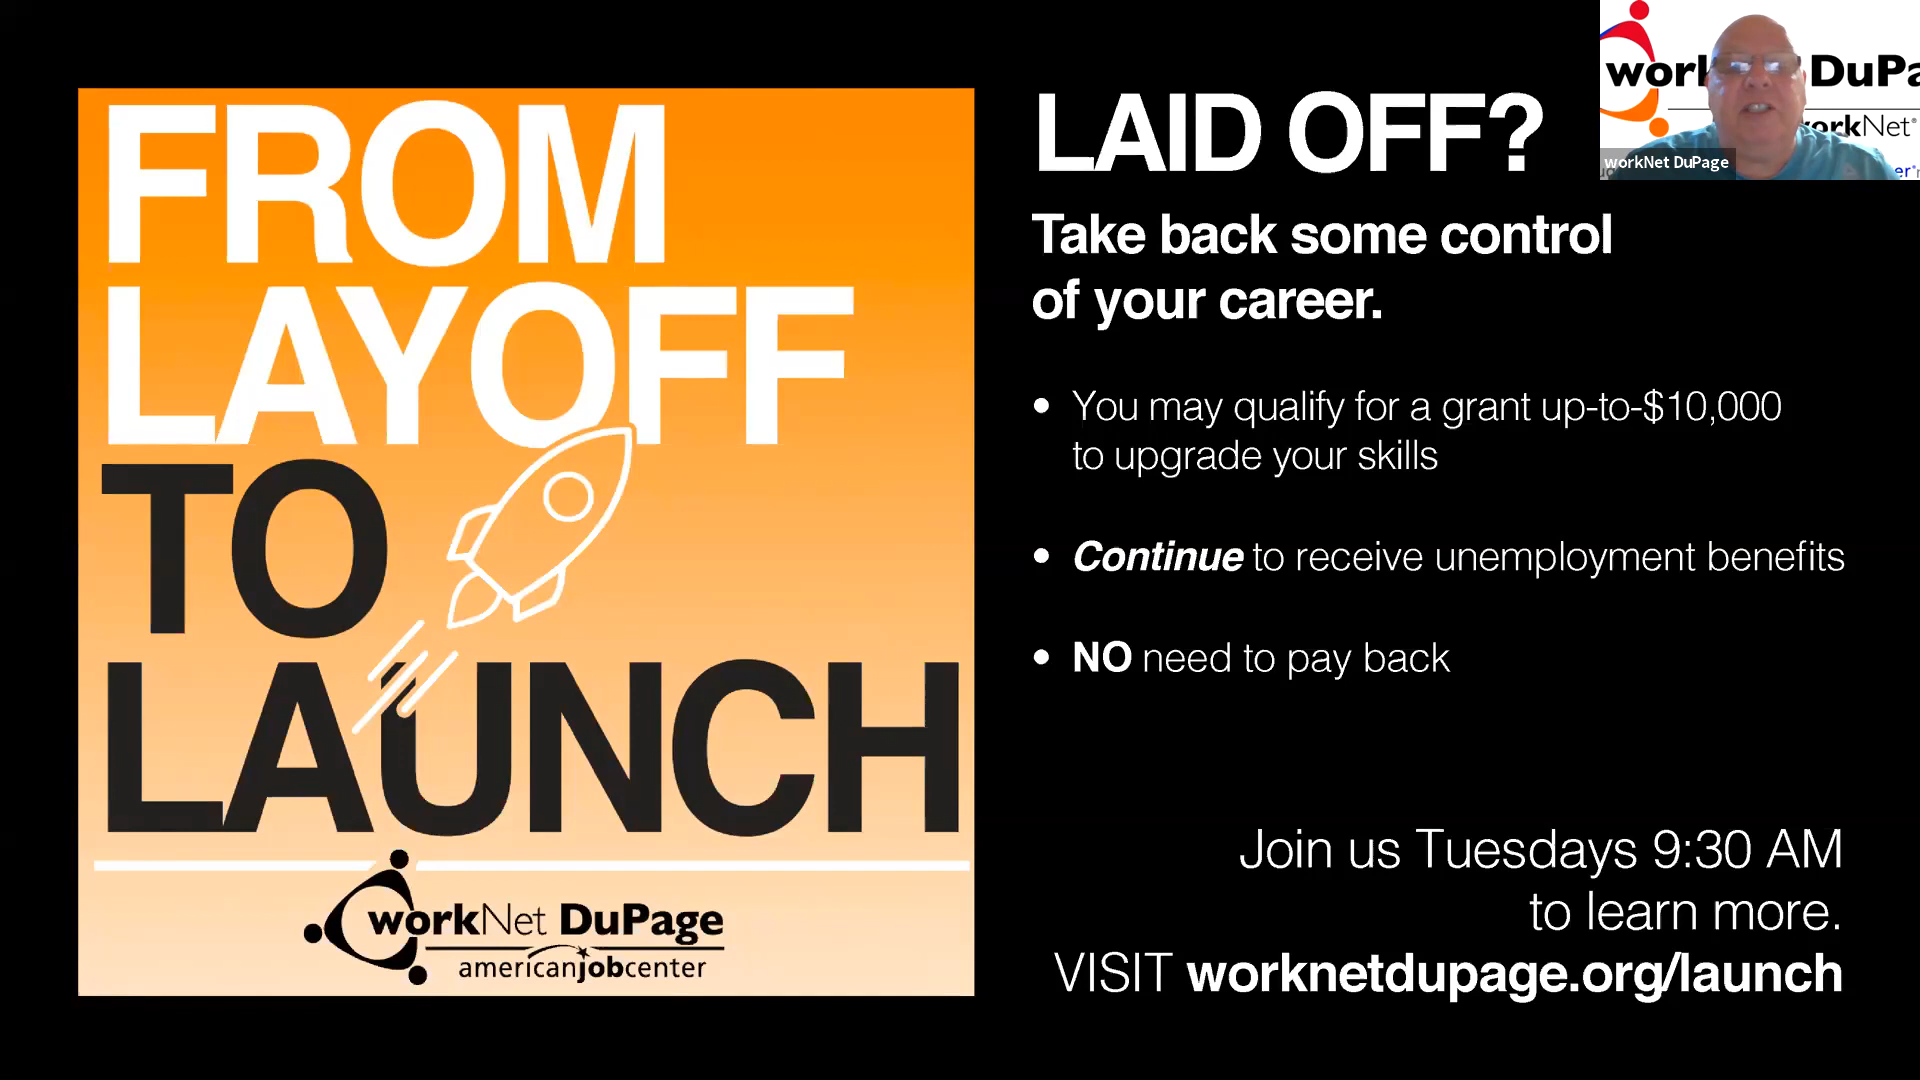 FROM
LAYOFF
TO
LAUNCH
workNet DuPage
americanjobcenter
LAID OFF?
Take back some control
of your career.
• You may qualify for a grant up-to-$10,000
to upgrade your skills
• Continue to receive unemployment benefits
• NO need to pay back
Join us Tuesdays 9:30 AM
to learn more.
VISIT worknetdupage.org/launch
workNet DuPage